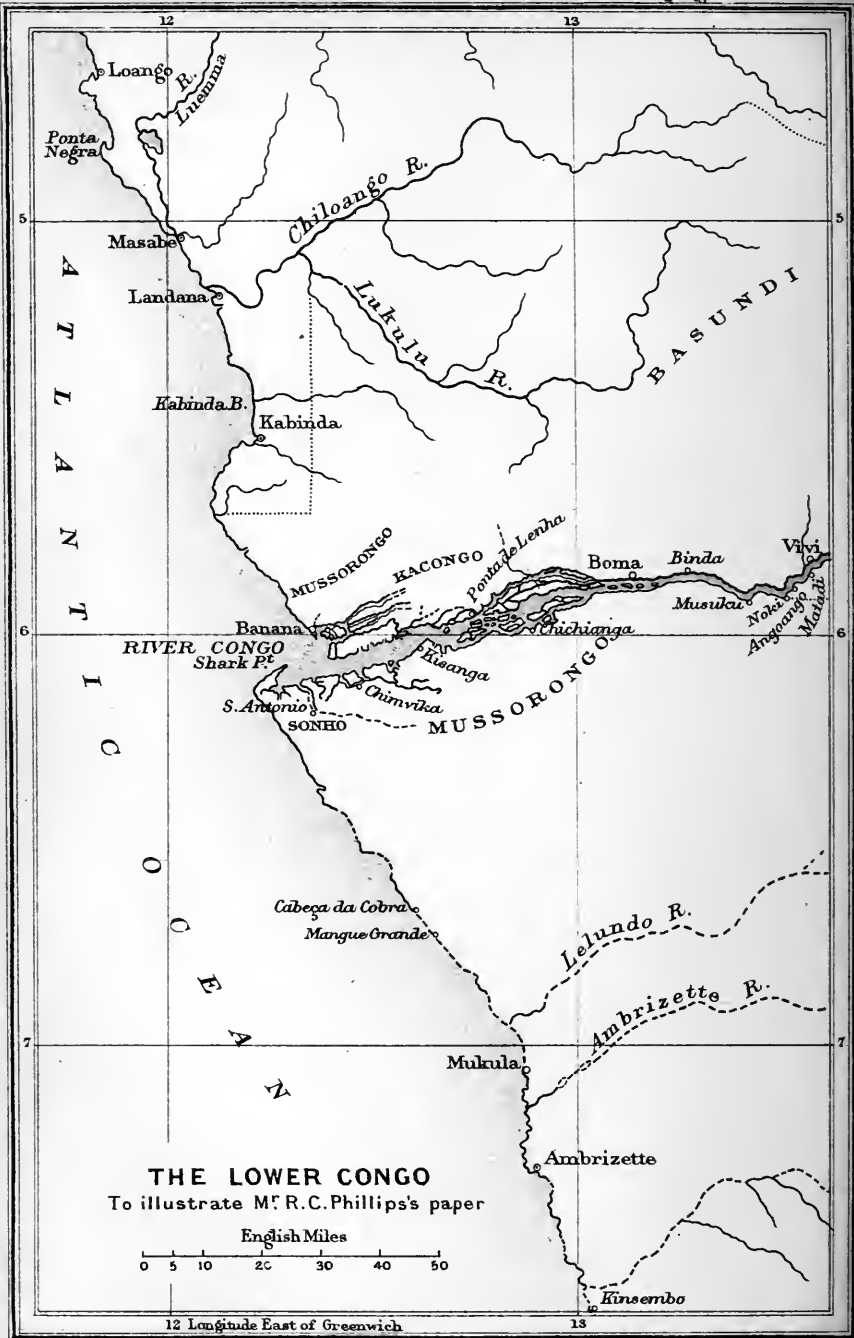 12
13
Loango
R. Luemma
Ponta
Negra
Chiloango R.
5
5
Masabe
Landana
Lukulu R.
BASUNDI
ATLANTIC OCEAN
Kabinda B.
Kabinda
MUSSORONGO
KACONGO
Ponta de Lenha
Boma
Binda
Vivi
Musuku
Noki
Angoango
Matadi
Banana
6
6
RIVER CONGO
Shark Pt.
Kisanga
Chichianga
S. Antonio
Chimvika
SONHO
MUSSORONGO
Cabeça da Cobra
Mangue Grande
Lelundo R.
Ambrizette R.
7
7
Mukula
Ambrizette
THE LOWER CONGO
To illustrate Mr. R.C. Phillips's paper
English Miles
0 5 10 20 30 40 50
Kinsembo
12 Longitude East of Greenwich
13